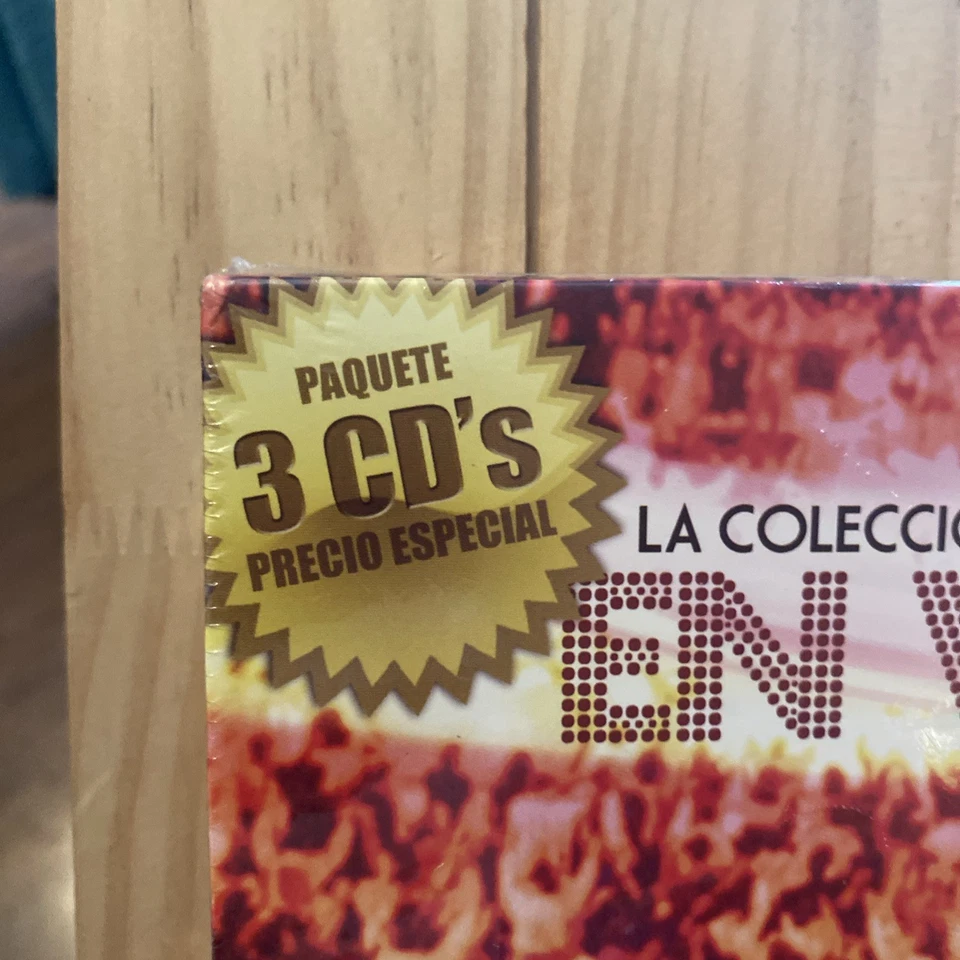 PAQUETE
3 CD's
PRECIO ESPECIAL
LA COLECCIO
EN